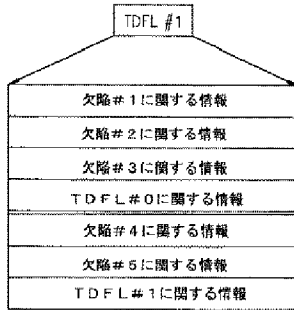 TDFL #1
欠陥＃１に関する情報
欠陥＃２に関する情報
欠陥＃３に関する情報
ＴＤＦＬ＃０に関する情報
欠陥＃４に関する情報
欠陥＃５に関する情報
ＴＤＦＬ＃１に関する情報